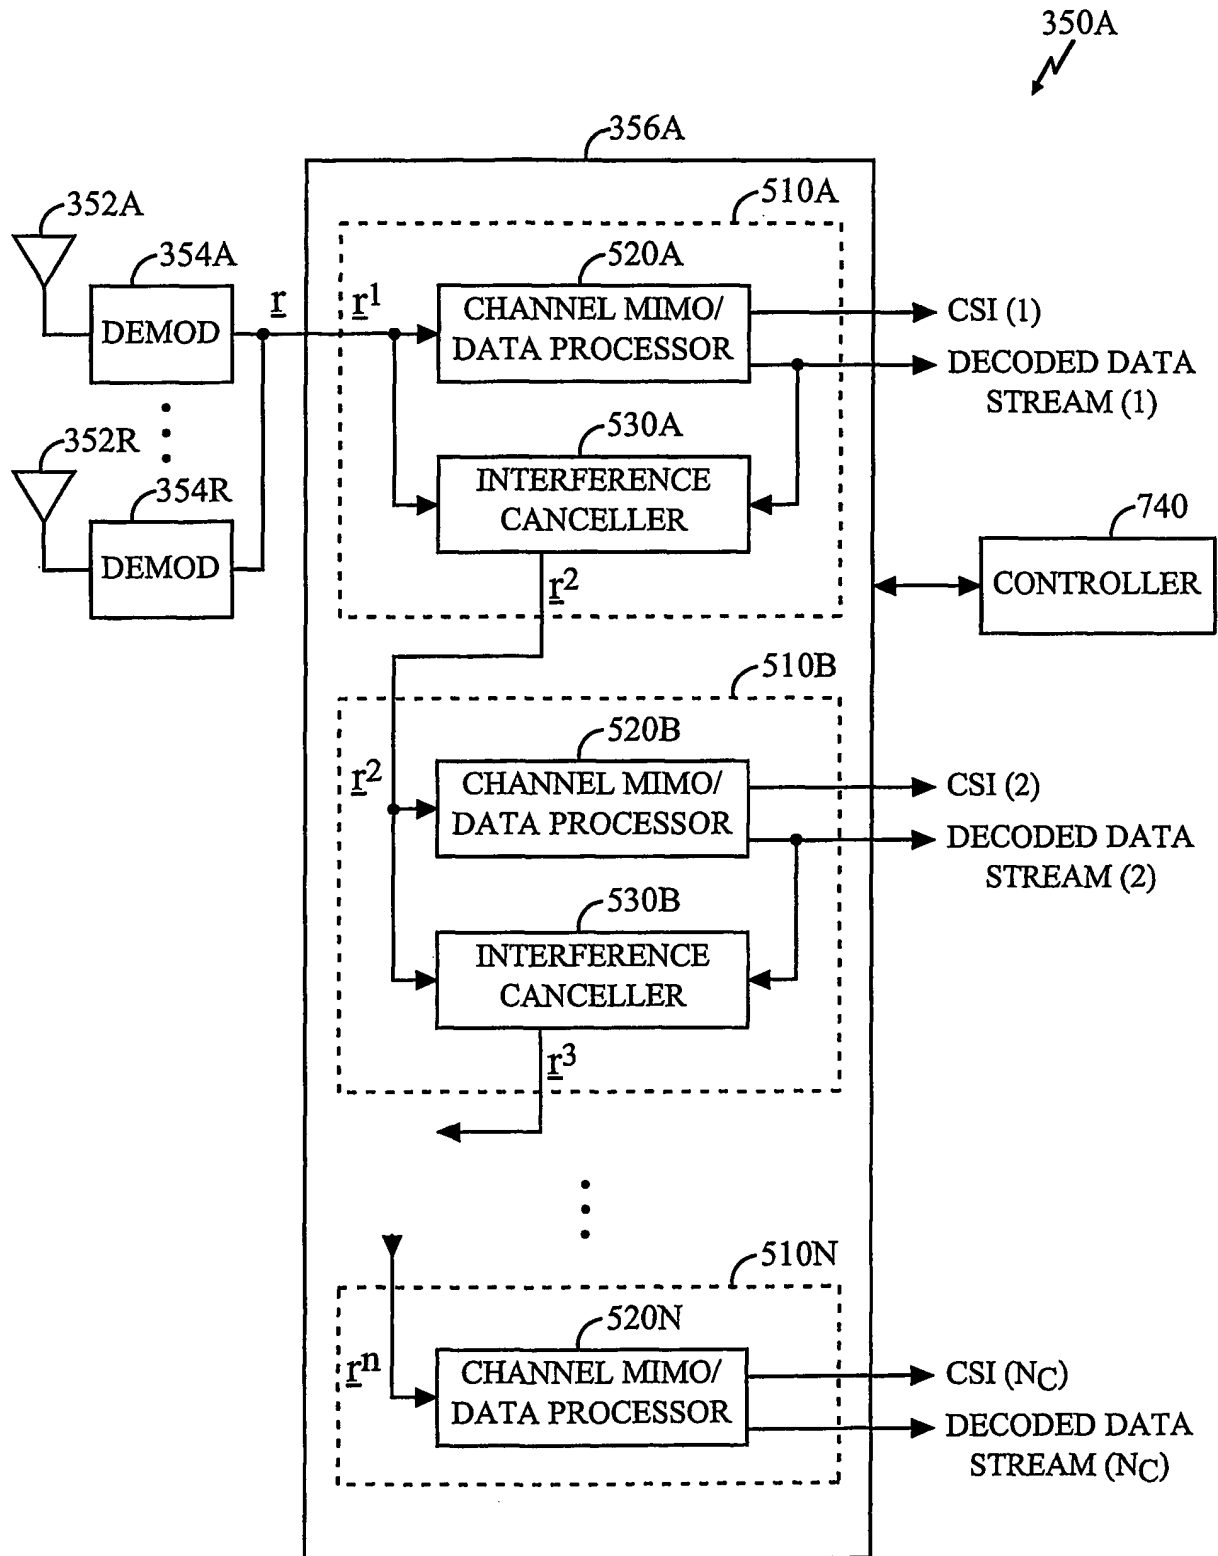 350A
356A
352A
354A
DEMOD
352R
354R
DEMOD
r
r1
510A
520A
CHANNEL MIMO/
DATA PROCESSOR
CSI (1)
DECODED DATA
STREAM (1)
530A
INTERFERENCE
CANCELLER
r2
740
CONTROLLER
510B
r2
520B
CHANNEL MIMO/
DATA PROCESSOR
CSI (2)
DECODED DATA
STREAM (2)
530B
INTERFERENCE
CANCELLER
r3
510N
rn
520N
CHANNEL MIMO/
DATA PROCESSOR
CSI (NC)
DECODED DATA
STREAM (NC)